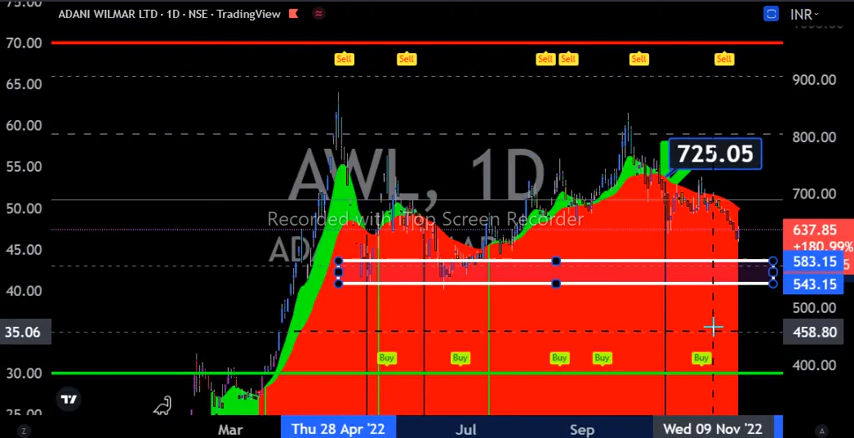 ADANI WILMAR LTD · 1D · NSE · TradingView
INR
70.00
65.00
60.00
55.00
50.00
45.00
40.00
35.06
30.00
25.00
Sell
Sell
Sell
Sell
Sell
Sell
AWL, 1D
725.05
Recorded with iTop Screen Recorder
Buy
Buy
Buy
Buy
Buy
900.00
800.00
700.00
637.85
+180.99%
583.15
543.15
500.00
458.80
400.00
Mar
Thu 28 Apr '22
Jul
Sep
Wed 09 Nov '22
Z
A